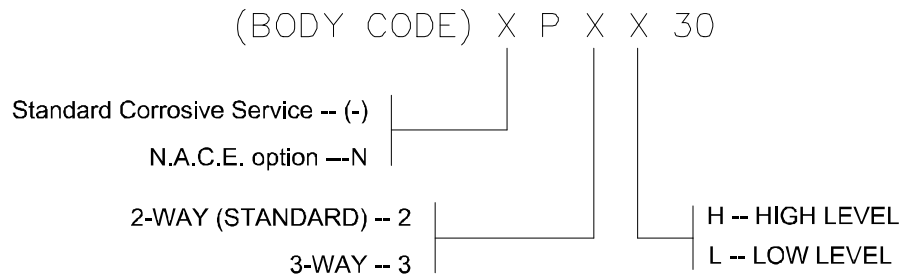 (BODY CODE) X P X X 30
Standard Corrosive Service -- (-)
N.A.C.E. option ---N
2-WAY (STANDARD) -- 2
3-WAY -- 3
H -- HIGH LEVEL
L -- LOW LEVEL